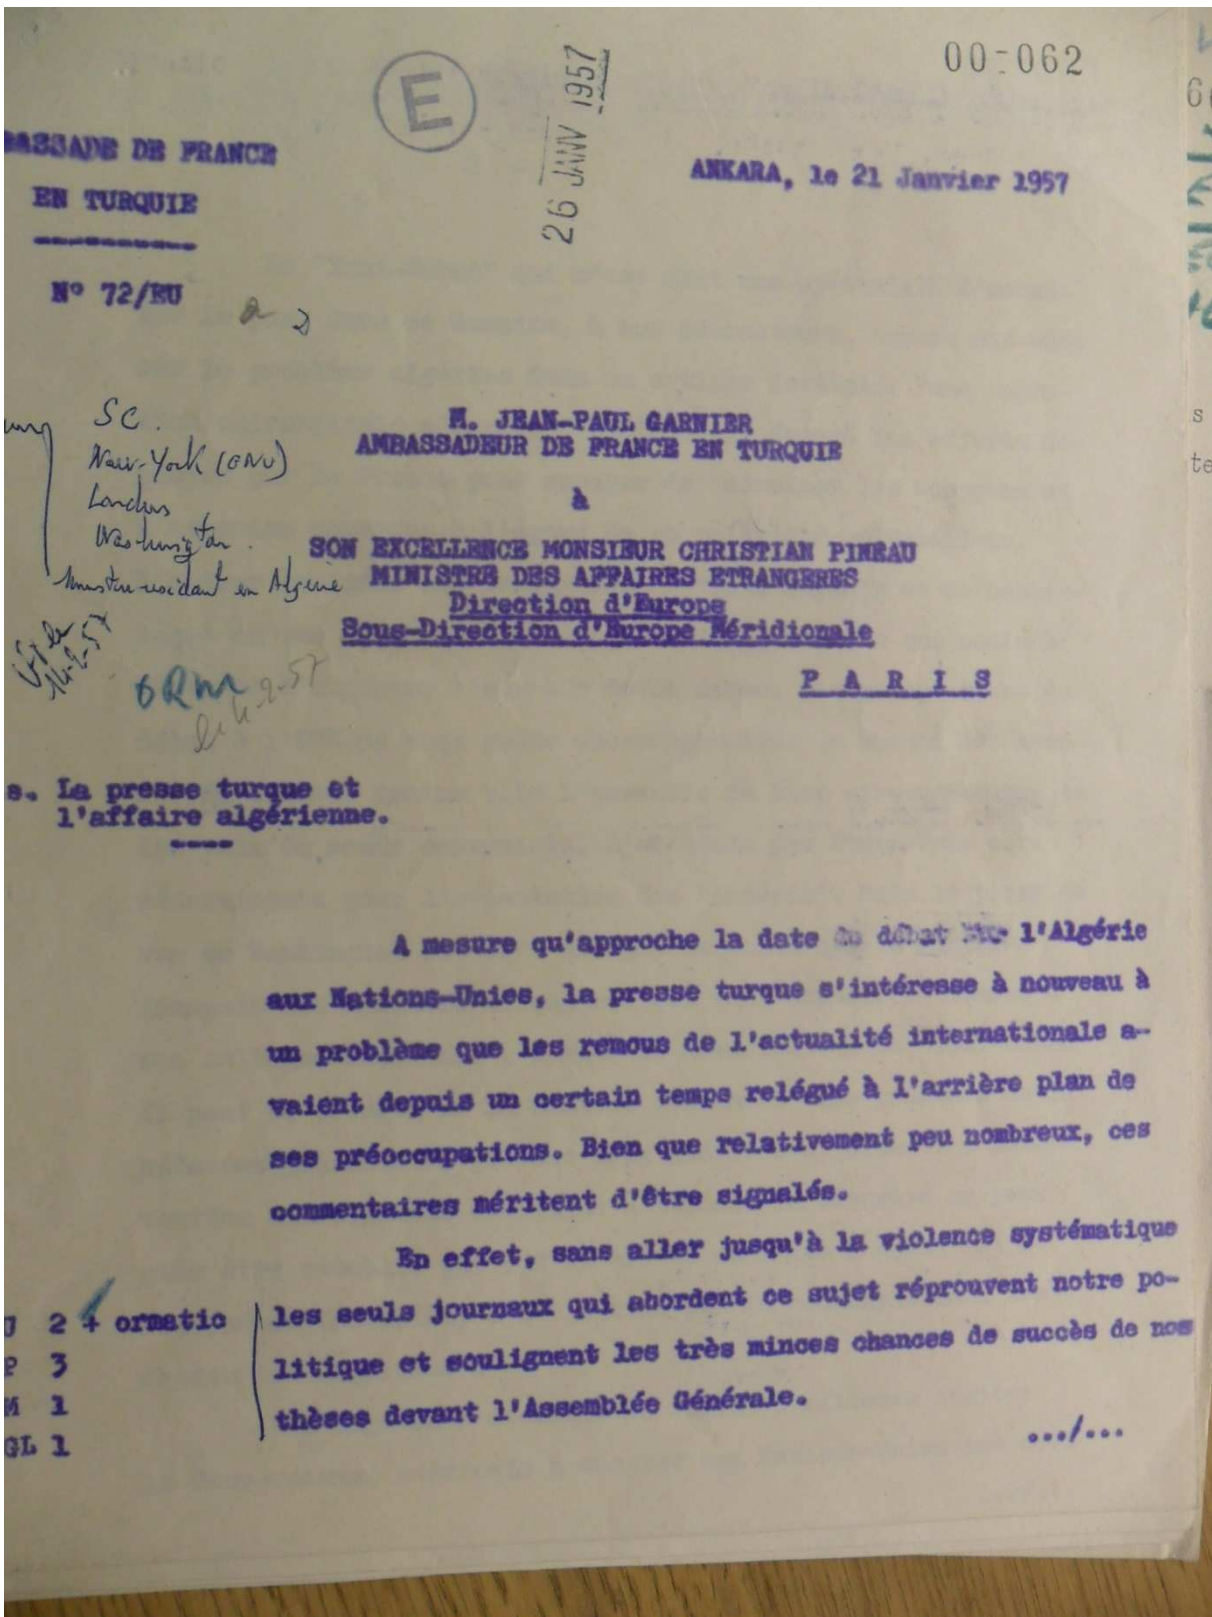 00-062
E
26 JANV 1957
BASSADE DE FRANCE
EN TURQUIE
ANKARA, le 21 Janvier 1957
N° 72/EU
SC.
New-York (ONU)
Londres
Washington.
Ministre-résidant en Algérie
M. JEAN-PAUL GARNIER
AMBASSADEUR DE FRANCE EN TURQUIE
à
SON EXCELLENCE MONSIEUR CHRISTIAN PINEAU
MINISTRE DES AFFAIRES ETRANGERES
Direction d'Europe
Sous-Direction d'Europe Méridionale
PARIS
14-2-57
s. La presse turque et
l'affaire algérienne.
A mesure qu'approche la date du débat sur l'Algérie
aux Nations-Unies, la presse turque s'intéresse à nouveau à
un problème que les remous de l'actualité internationale a-
vaient depuis un certain temps relégué à l'arrière plan de
ses préoccupations. Bien que relativement peu nombreux, ces
commentaires méritent d'être signalés.
En effet, sans aller jusqu'à la violence systématique
les seuls journaux qui abordent ce sujet réprouvent notre po-
litique et soulignent les très minces chances de succès de nos
thèses devant l'Assemblée Générale.
.../...
U 2 + ormatic
P 3
M 1
GL 1